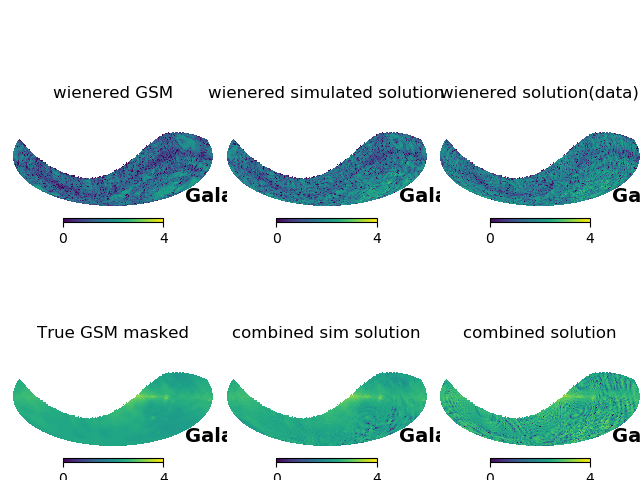 wienered GSM
wienered simulated solution
wienered solution(data)
Gala
Gala
Ga
0 4
0 4
0 4
True GSM masked
combined sim solution
combined solution
Gala
Gala
Ga
0 4
0 4
0 4